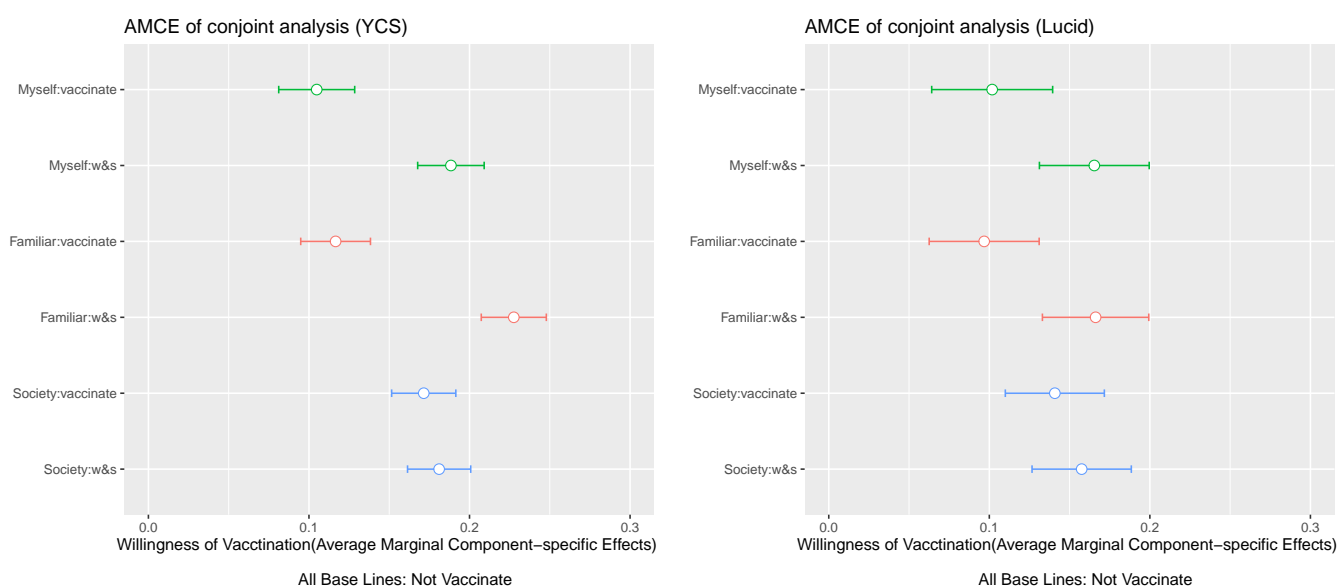 AMCE of conjoint analysis (YCS)
Myself:vaccinate
Myself:w&s
Familiar:vaccinate
Familiar:w&s
Society:vaccinate
Society:w&s
0.0 0.1 0.2 0.3
Willingness of Vacctination(Average Marginal Component−specific Effects)
All Base Lines: Not Vaccinate
AMCE of conjoint analysis (Lucid)
Myself:vaccinate
Myself:w&s
Familiar:vaccinate
Familiar:w&s
Society:vaccinate
Society:w&s
0.0 0.1 0.2 0.3
Willingness of Vacctination(Average Marginal Component−specific Effects)
All Base Lines: Not Vaccinate